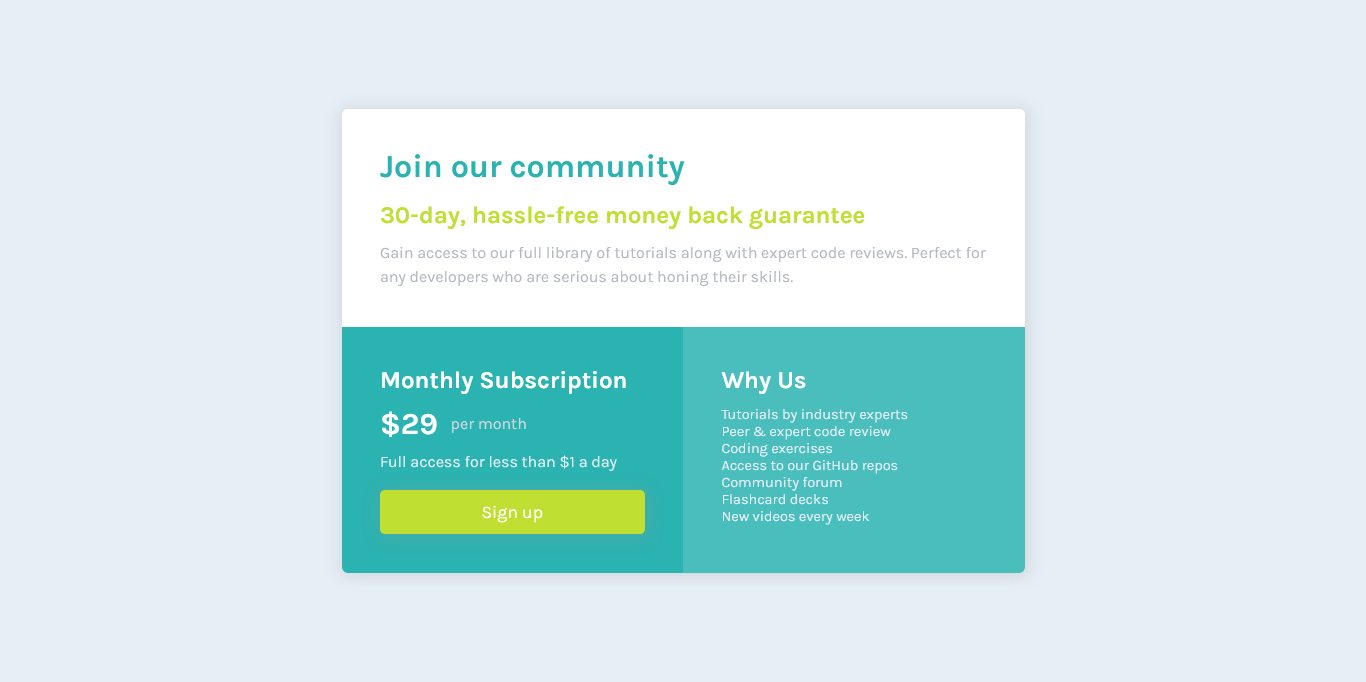 Join our community
30-day, hassle-free money back guarantee
Gain access to our full library of tutorials along with expert code reviews. Perfect for
any developers who are serious about honing their skills.
Monthly Subscription
$29 per month
Full access for less than $1 a day
Sign up
Why Us
Tutorials by industry experts
Peer & expert code review
Coding exercises
Access to our GitHub repos
Community forum
Flashcard decks
New videos every week